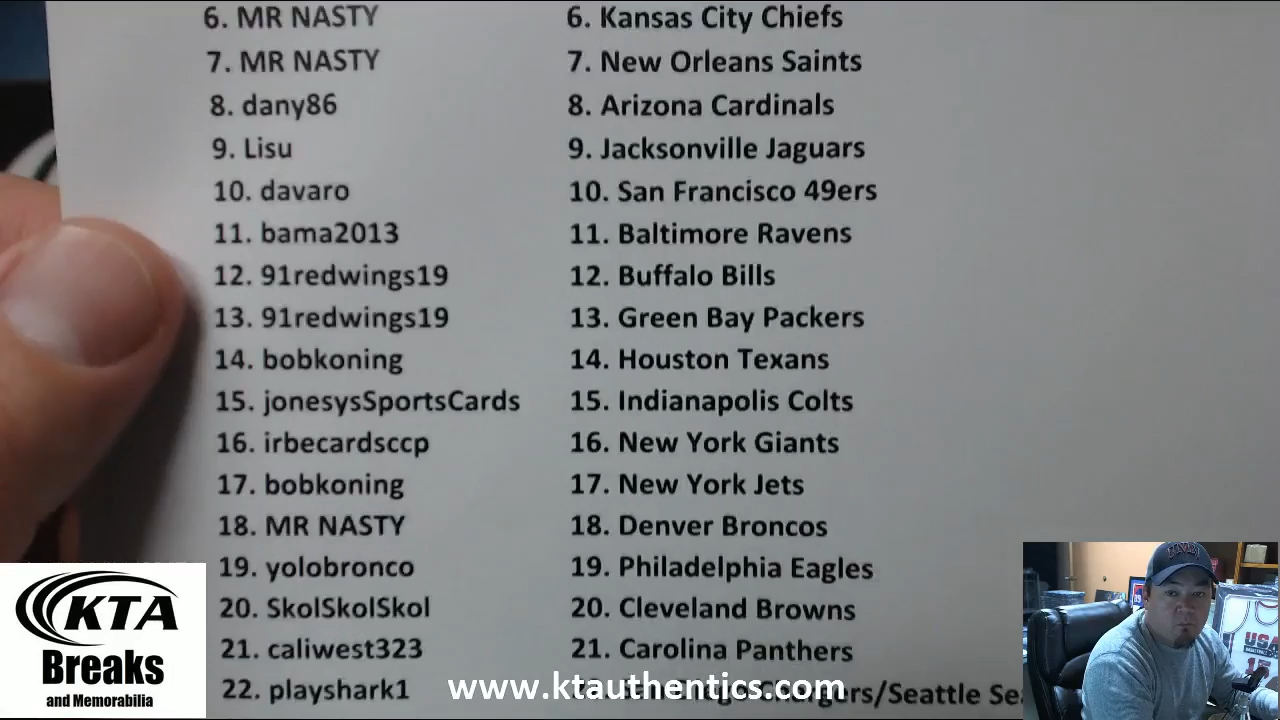 6. MR NASTY 6. Kansas City Chiefs
7. MR NASTY 7. New Orleans Saints
8. dany86 8. Arizona Cardinals
9. Lisu 9. Jacksonville Jaguars
10. davaro 10. San Francisco 49ers
11. bama2013 11. Baltimore Ravens
12. 91redwings19 12. Buffalo Bills
13. 91redwings19 13. Green Bay Packers
14. bobkoning 14. Houston Texans
15. jonesysSportsCards 15. Indianapolis Colts
16. irbecardsccp 16. New York Giants
17. bobkoning 17. New York Jets
18. MR NASTY 18. Denver Broncos
19. yolobronco 19. Philadelphia Eagles
20. SkolSkolSkol 20. Cleveland Browns
21. caliwest323 21. Carolina Panthers
22. playshark1 Chargers/Seattle
www.ktauthentics.com
KTA
Breaks
and Memorabilia
USA